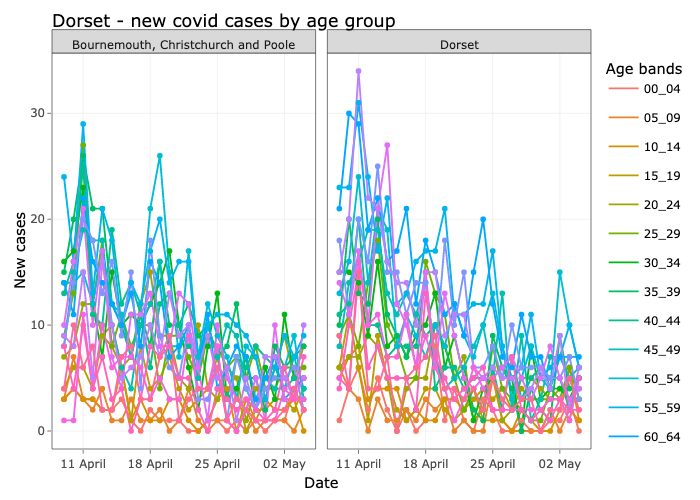 Dorset - new covid cases by age group
Bournemouth, Christchurch and Poole
Dorset
New cases
30
20
10
0
11 April
18 April
25 April
02 May
11 April
18 April
25 April
02 May
Date
Age bands
00_04
05_09
10_14
15_19
20_24
25_29
30_34
35_39
40_44
45_49
50_54
55_59
60_64